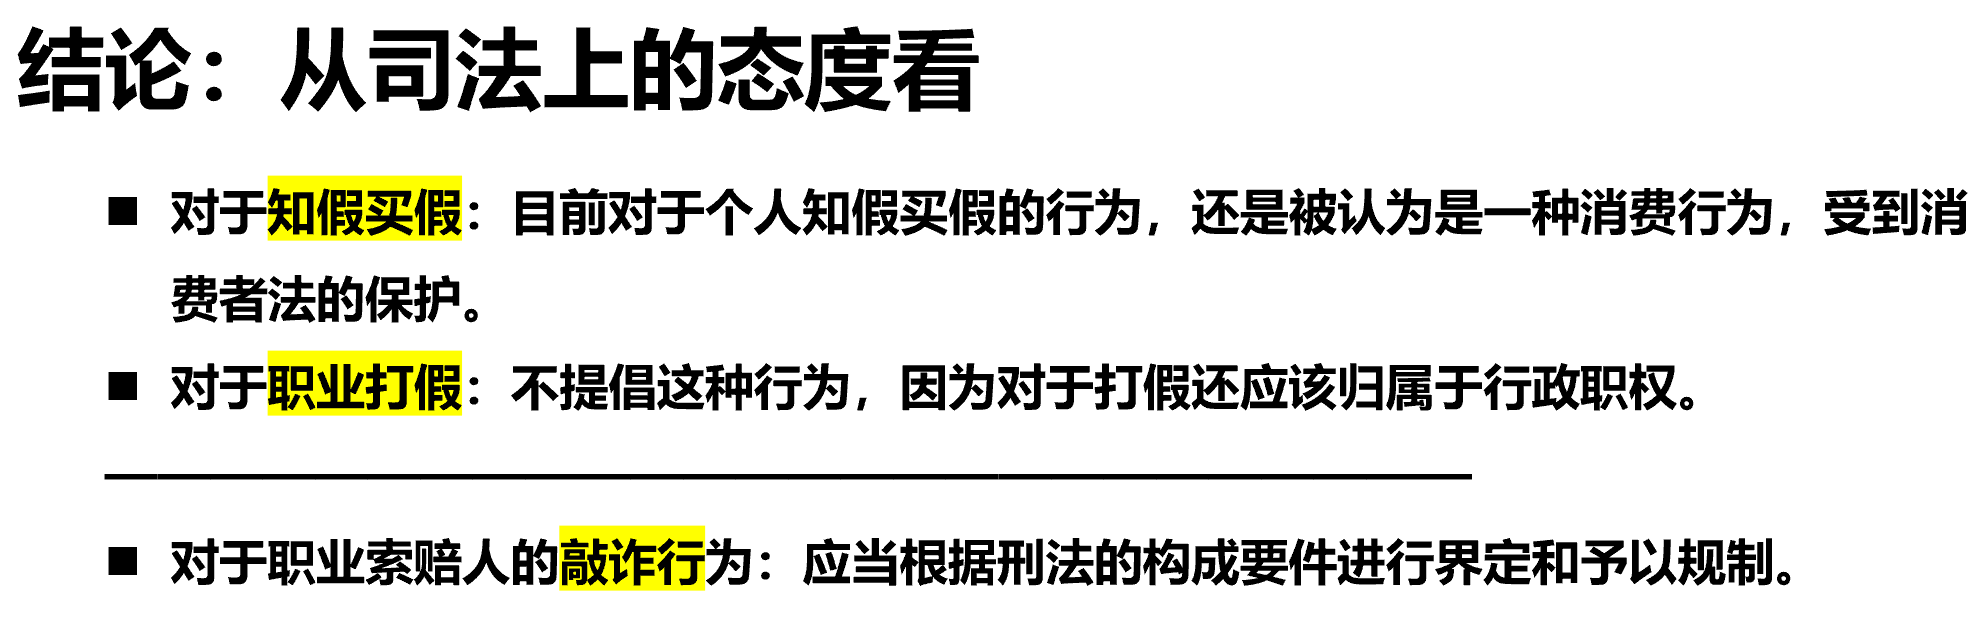 结论：从司法上的态度看
■ 对于知假买假：目前对于个人知假买假的行为，还是被认为是一种消费行为，受到消
费者法的保护。
■ 对于职业打假：不提倡这种行为，因为对于打假还应该归属于行政职权。
■ 对于职业索赔人的敲诈行为：应当根据刑法的构成要件进行界定和予以规制。